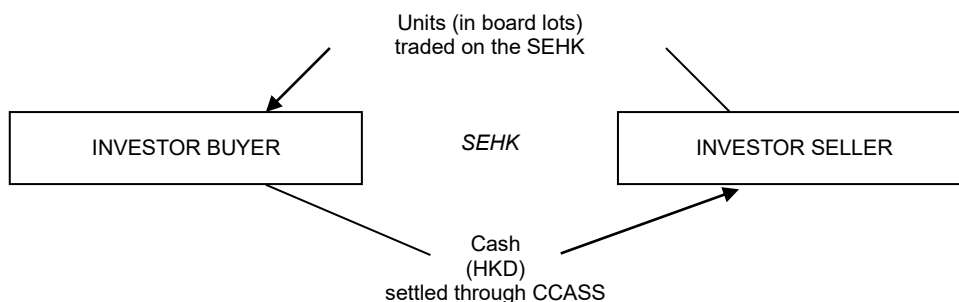 Units (in board lots)
traded on the SEHK
INVESTOR BUYER
SEHK
INVESTOR SELLER
Cash
(HKD)
settled through CCASS